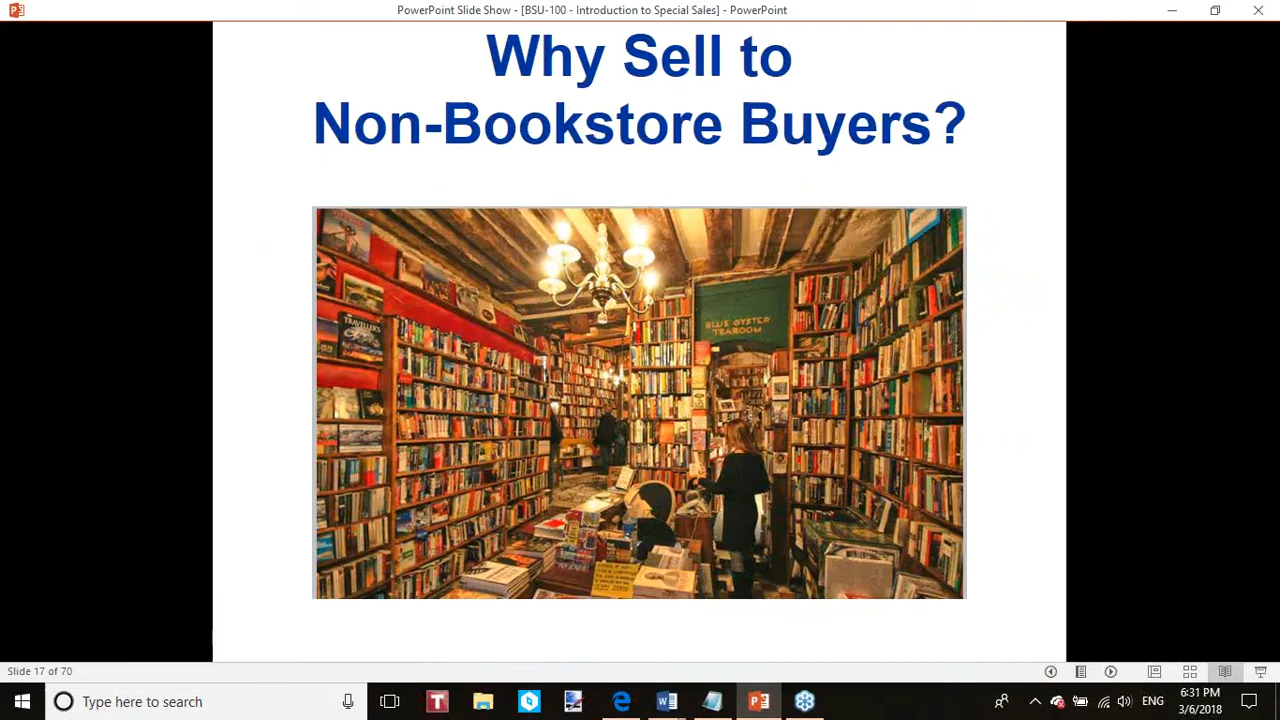 PowerPoint Slide Show - [BSU-100 - Introduction to Special Sales] - PowerPoint
Why Sell to
Non-Bookstore Buyers?
BLUE OYSTER
TEAROOM
TRAVELLER'S
Slide 17 of 70
Type here to search
ENG
6:31 PM
3/6/2018